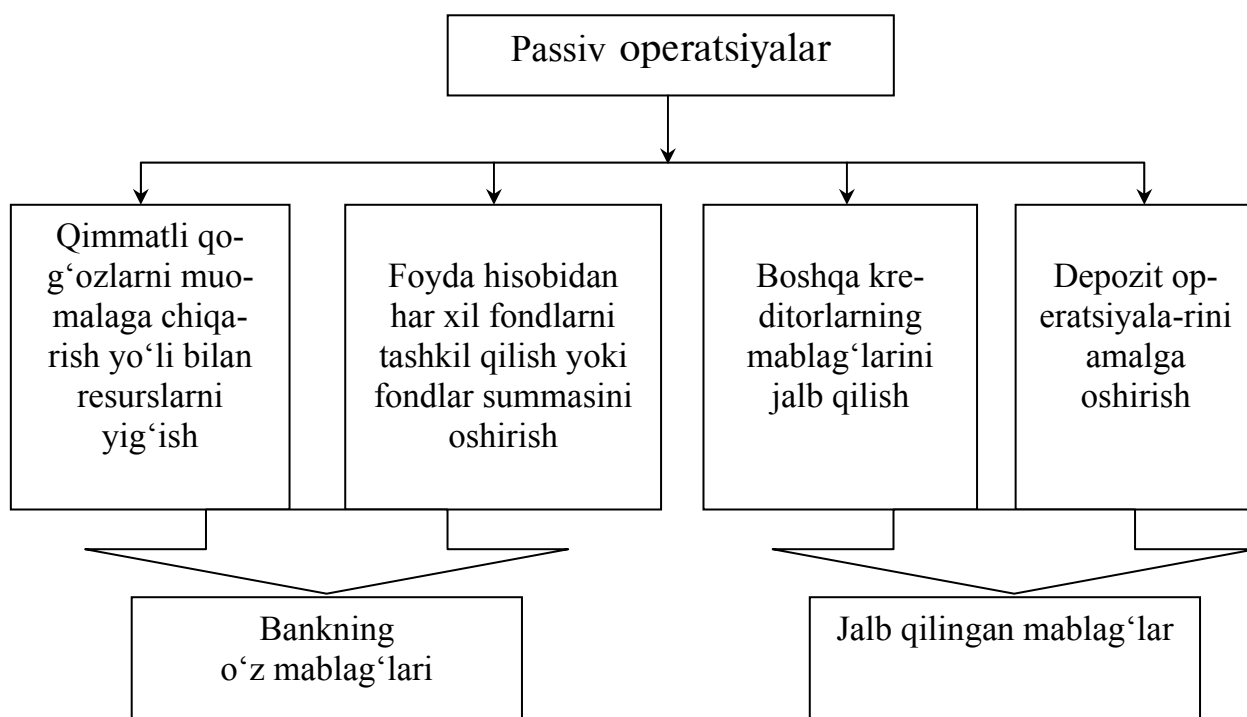 Passiv operatsiyalar
Qimmatli qo-
g‘ozlarni muo-
malaga chiqa-
rish yo‘li bilan
resurslarni
yig‘ish
Foyda hisobidan
har xil fondlarni
tashkil qilish yoki
fondlar summasini
oshirish
Boshqa kre-
ditorlarning
mablag‘larini
jalb qilish
Depozit op-
eratsiyala-rini
amalga
oshirish
Bankning
o‘z mablag‘lari
Jalb qilingan mablag‘lar